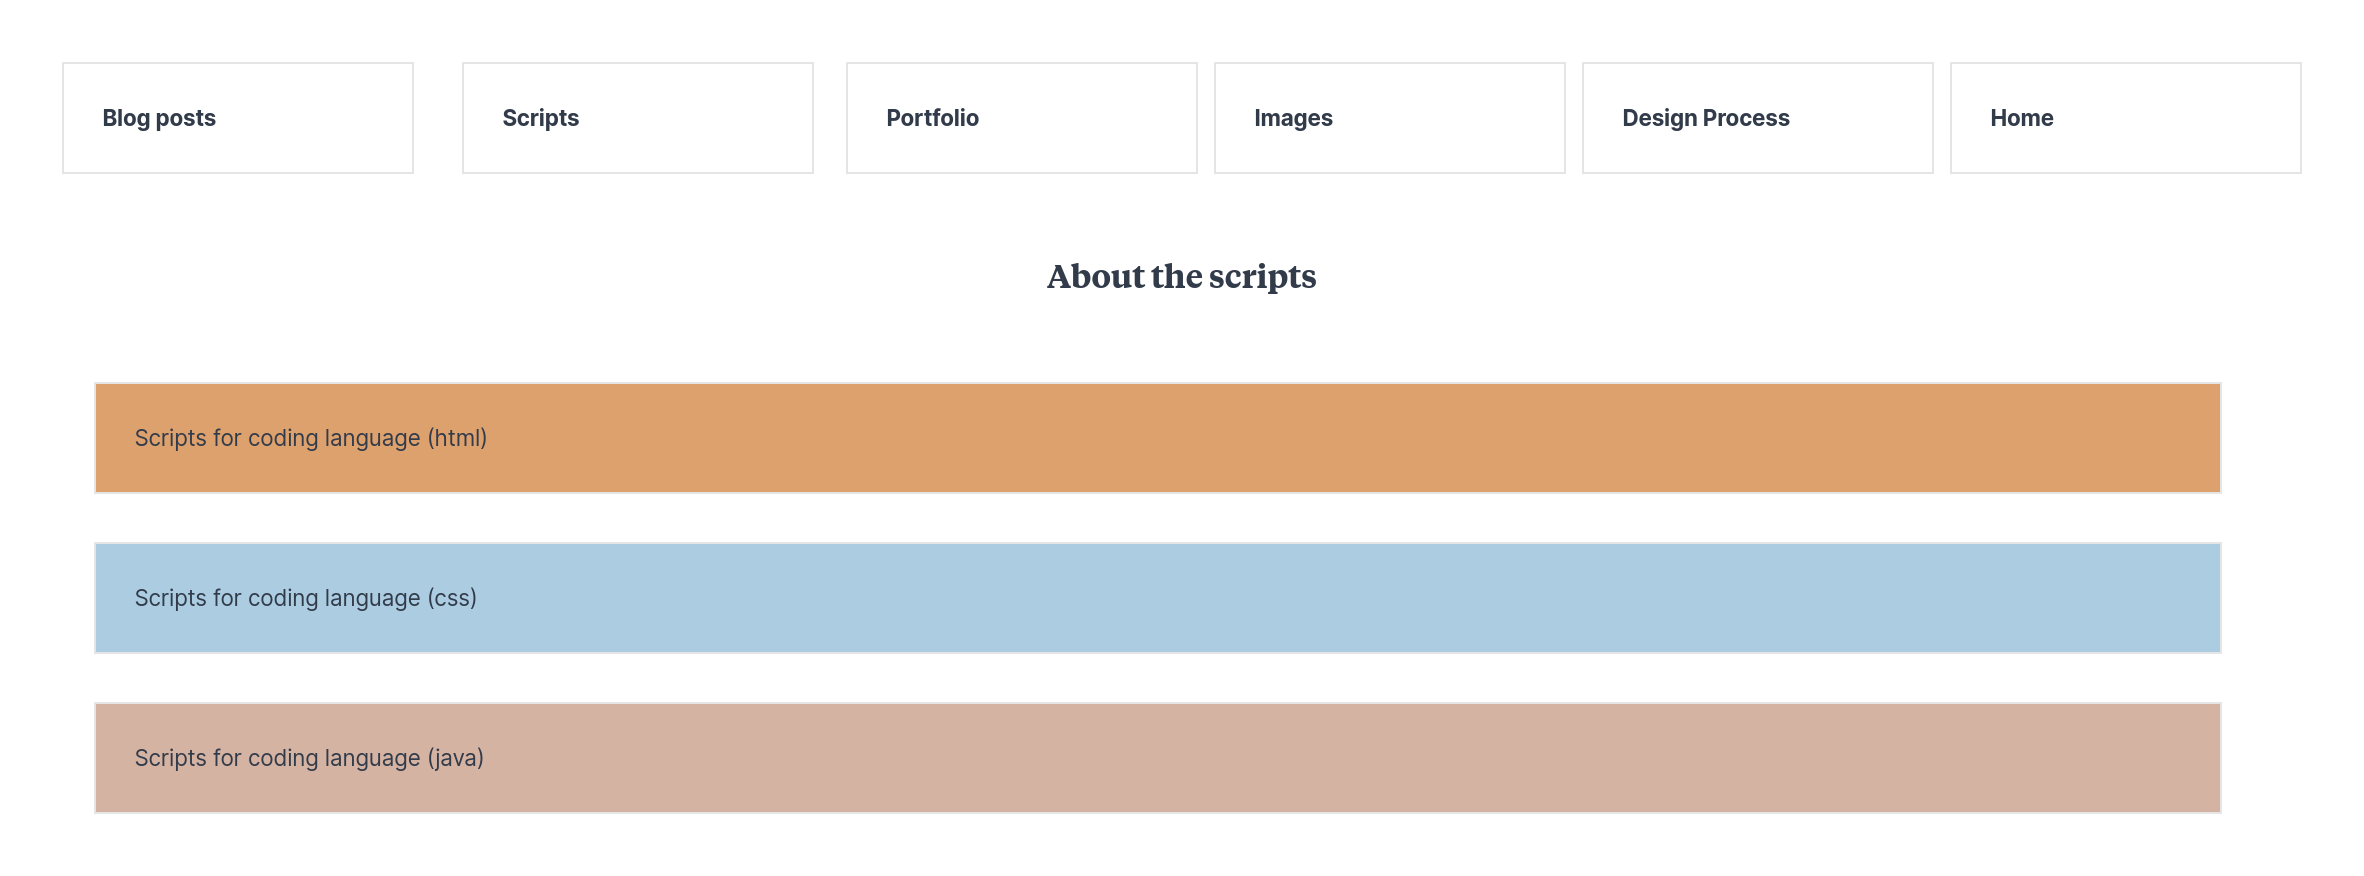 Blog posts
Scripts
Portfolio
Images
Design Process
Home
About the scripts
Scripts for coding language (html)
Scripts for coding language (css)
Scripts for coding language (java)